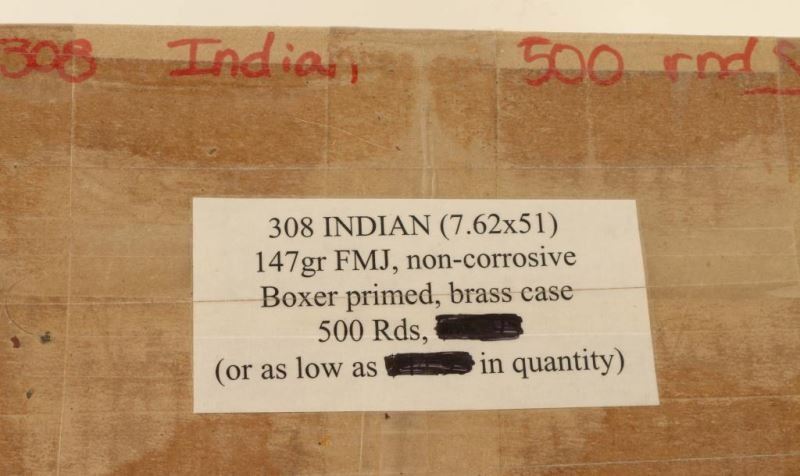 308 Indian, 500 rnds
308 INDIAN (7.62x51)
147gr FMJ, non-corrosive
Boxer primed, brass case
500 Rds,
(or as low as in quantity)